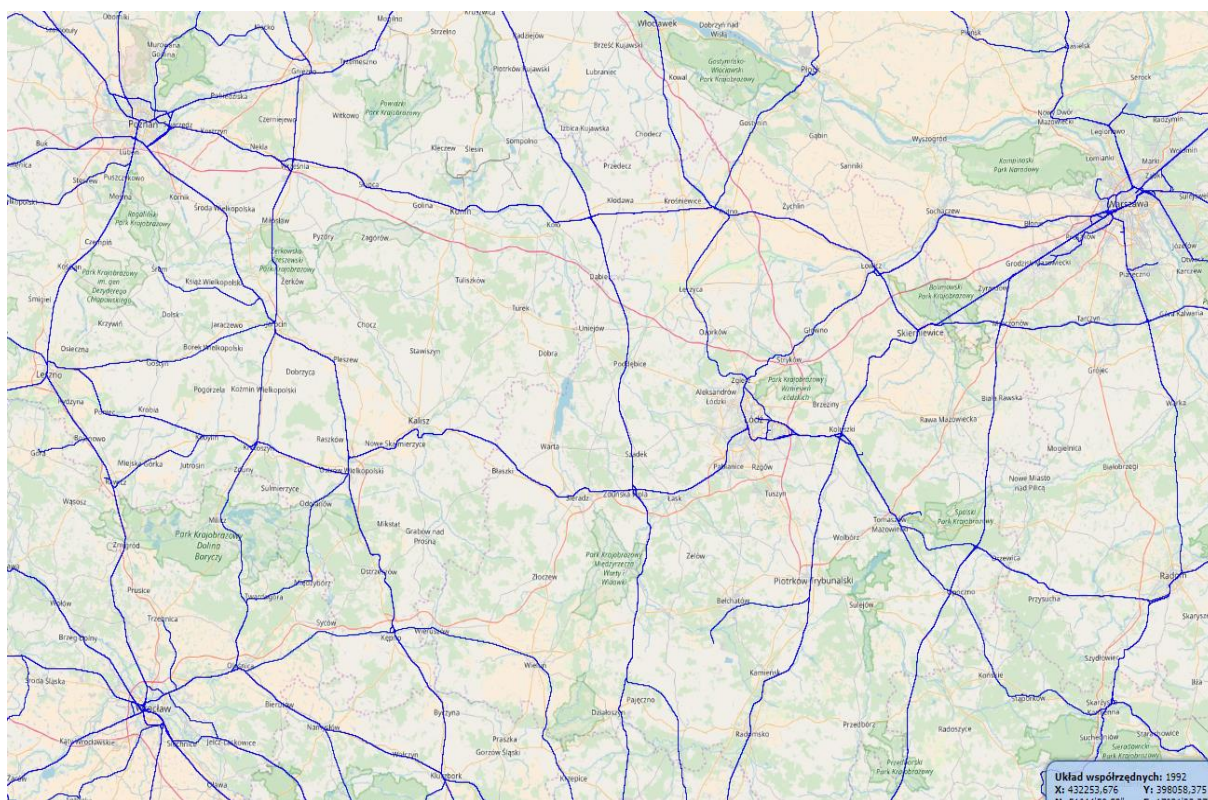 Oborniki
Kłecko
Mogilno
Strzelno
Radziejów
Włocławek
Dobrzyń nad
Wisłą
Płońsk
Nasielsk
Murowana
Goślina
Gniezno
Trzemeszno
Piotrków Kujawski
Brześć Kujawski
Lubraniec
Kowal
Gostynińsko
Włocławski
Park Krajobrazowy
Płock
Serock
Pobiedziska
Powidzki
Park Krajobrazowy
Nowy Dwór
Mazowiecki
Radzymin
Poznań
Swarzędz
Kostrzyn
Czerniejewo
Witkowo
Izbica Kujawska
Chodecz
Gostynin
Gąbin
Wyszogród
Legionowo
Wołomin
Buk
Luboń
Nekla
Września
Kleczew
Ślesin
Sompolno
Przedecz
Sanniki
Kampinoski
Park Narodowy
Łomianki
Marki
Ząbki
Stęszew
Puszczykowo
Mosina
Kórnik
Środa Wielkopolska
Słupca
Golina
Konin
Koło
Kłodawa
Krośniewice
Kutno
Żychlin
Sochaczew
Błonie
Warszawa
Rogaliński
Park Krajobrazowy
Miłosław
Pyzdry
Zagórów
Czempiń
Żerków
Kościan
Śrem
Książ Wielkopolski
Park Krajobrazowy
im. gen
Dezyderego
Chłapowskiego
Tuliszków
Dąbie
Łęczyca
Łowicz
Grodzisk Mazowiecki
Żyrardów
Bolimowski
Park Krajobrazowy
Piaseczno
Józefów
Otwock
Karczew
Góra Kalwaria
Śmigiel
Krzywiń
Dolsk
Jaraczewo
Jarocin
Chocz
Turek
Uniejów
Ozorków
Głowno
Skierniewice
Mszczonów
Tarczyn
Osieczna
Leszno
Gostyń
Borek Wielkopolski
Pleszew
Stawiszyn
Dobra
Poddębice
Stryków
Zgierz
Park Krajobrazowy
Wzniesień
Łódzkich
Grójec
Rydzyna
Poniec
Krobia
Pogorzela
Koźmin Wielkopolski
Dobrzyca
Aleksandrów
Łódzki
Łódź
Brzeziny
Koluszki
Rawa Mazowiecka
Biała Rawska
Warka
Bojanowo
Góra
Kobylin
Krotoszyn
Raszków
Kalisz
Nowe Skalmierzyce
Warta
Szadek
Mogielnica
Wąsosz
Rawicz
Miejska Górka
Jutrosin
Zduny
Sulmierzyce
Ostrów Wielkopolski
Odolanów
Błaszki
Sieradz
Zduńska Wola
Łask
Pabianice
Rzgów
Tuszyn
Nowe Miasto
nad Pilicą
Białobrzegi
Żmigród
Milicz
Park Krajobrazowy
Dolina
Baryczy
Mikstat
Grabów nad
Prosną
Park Krajobrazowy
Międzyrzecza
Warty i
Widawki
Zelów
Wolbórz
Tomaszów
Mazowiecki
Spalski
Park Krajobrazowy
Drzewica
Radom
Wołów
Prusice
Twardogóra
Międzybórz
Ostrzeszów
Złoczew
Bełchatów
Piotrków Trybunalski
Sulejów
Opoczno
Przysucha
Brzeg Dolny
Trzebnica
Syców
Kępno
Wieruszów
Wieluń
Szydłowiec
Środa Śląska
Oleśnica
Kamieńsk
Końskie
Iłża
Wrocław
Bierutów
Byczyna
Pajęczno
Stąporków
Skarżysko
Kamienna
Kąty Wrocławskie
Siechnice
Jelcz-Laskowice
Namysłów
Praszka
Działoszyn
Radomsko
Przedbórz
Radoszyce
Suchedniów
Starachowice
Oława
Wołczyn
Gorzów Śląski
Kluczbork
Krzepice
Przedborski
Park Krajobrazowy
Sieradowicki
Park Krajobrazowy
Układ współrzędnych: 1992
X: 432253,676 Y: 398058,375